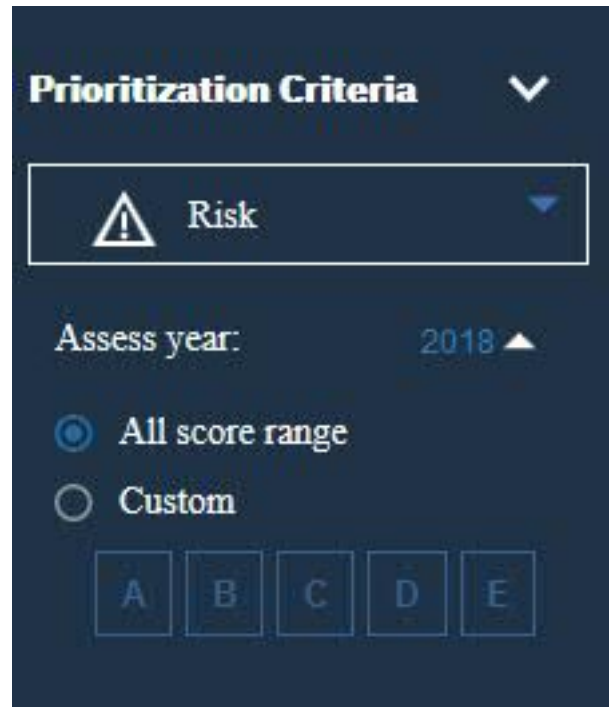 Prioritization Criteria
Risk
Assess year: 2018
All score range
Custom
A B C D E